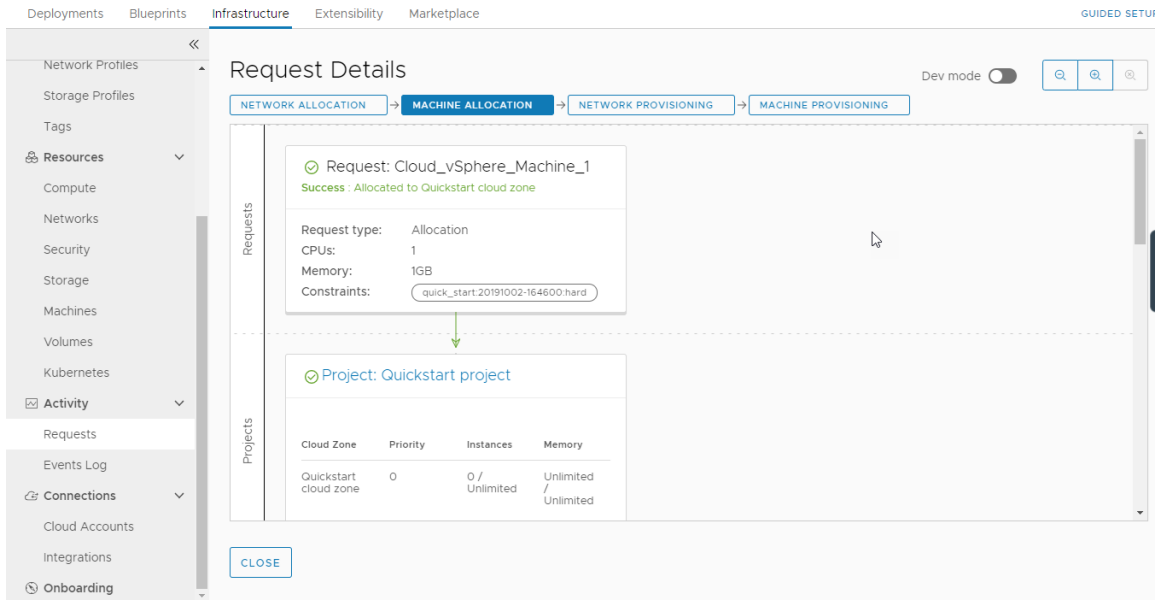 Deployments Blueprints Infrastructure Extensibility Marketplace GUIDED SETUP
Network Profiles
Storage Profiles
Tags
Resources
Compute
Networks
Security
Storage
Machines
Volumes
Kubernetes
Activity
Requests
Events Log
Connections
Cloud Accounts
Integrations
Onboarding
Request Details
Dev mode
NETWORK ALLOCATION MACHINE ALLOCATION NETWORK PROVISIONING MACHINE PROVISIONING
Requests
Request: Cloud_vSphere_Machine_1
Success : Allocated to Quickstart cloud zone
Request type: Allocation
CPUs: 1
Memory: 1GB
Constraints: quick_start:20191002-164600:hard
Projects
Project: Quickstart project
Cloud Zone Priority Instances Memory
Quickstart 0 0 / Unlimited
cloud zone Unlimited /
Unlimited
CLOSE